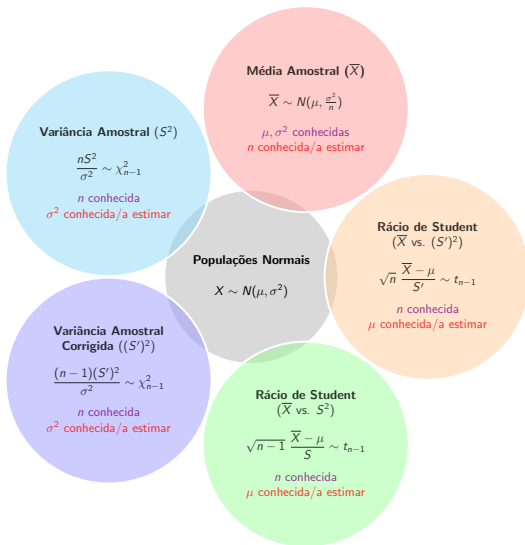 Média Amostral (X̅)
X̅ ∼ N(μ, σ²/n)
μ, σ² conhecidas
n conhecida/a estimar
Variância Amostral (S²)
nS²/σ² ∼ χ²ₙ₋₁
n conhecida
σ² conhecida/a estimar
Rácio de Student
(X̅ vs. (S′)²)
√n (X̅ − μ)/S′ ∼ tₙ₋₁
n conhecida
μ conhecida/a estimar
Populações Normais
X ∼ N(μ, σ²)
Variância Amostral
Corrigida ((S′)²)
(n − 1)(S′)²/σ² ∼ χ²ₙ₋₁
n conhecida
σ² conhecida/a estimar
Rácio de Student
(X̅ vs. S²)
√(n−1) (X̅ − μ)/S ∼ tₙ₋₁
n conhecida
μ conhecida/a estimar